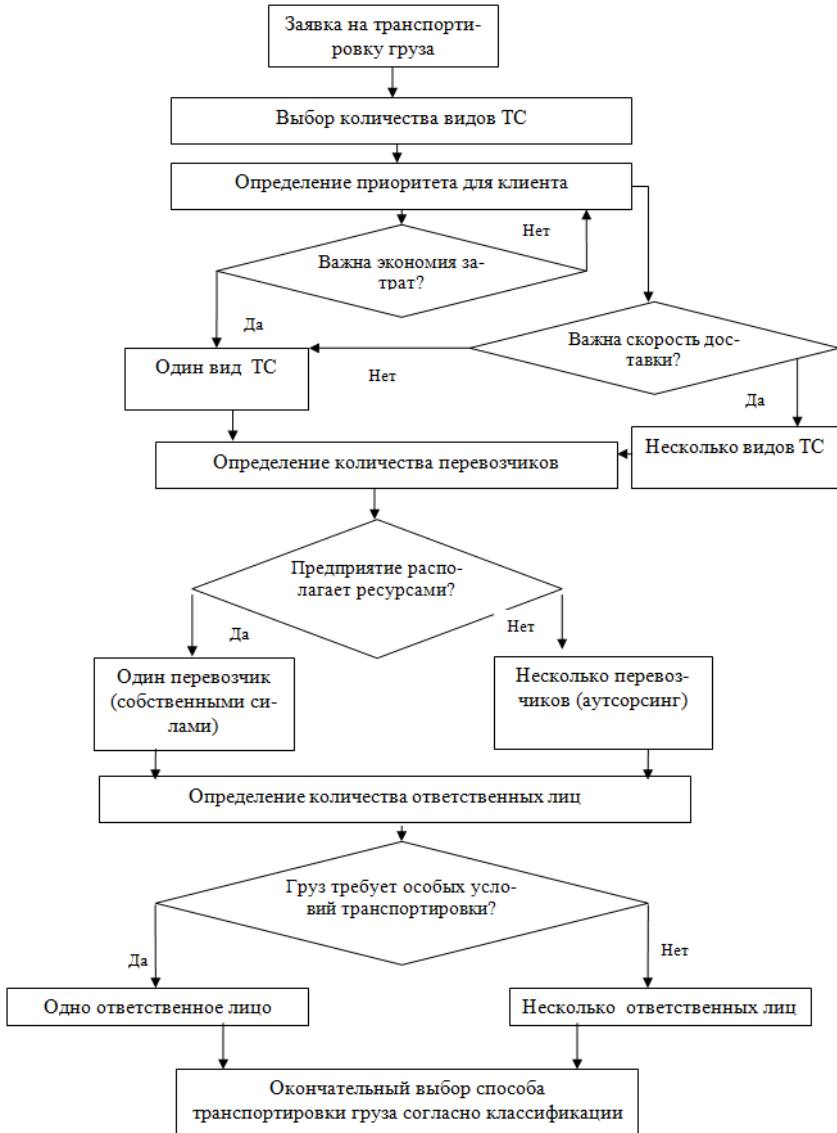 Заявка на транспорти-
ровку груза
Выбор количества видов ТС
Определение приоритета для клиента
Нет
Важна экономия за-
трат?
Да
Важна скорость дос-
тавки?
Один вид ТС
Нет
Да
Несколько видов ТС
Определение количества перевозчиков
Предприятие распо-
лагает ресурсами?
Да
Нет
Один перевозчик
(собственными си-
лами)
Несколько перевоз-
чиков (аутсорсинг)
Определение количества ответственных лиц
Груз требует особых усло-
вий транспортировки?
Да
Нет
Одно ответственное лицо
Несколько ответственных лиц
Окончательный выбор способа
транспортировки груза согласно классификации